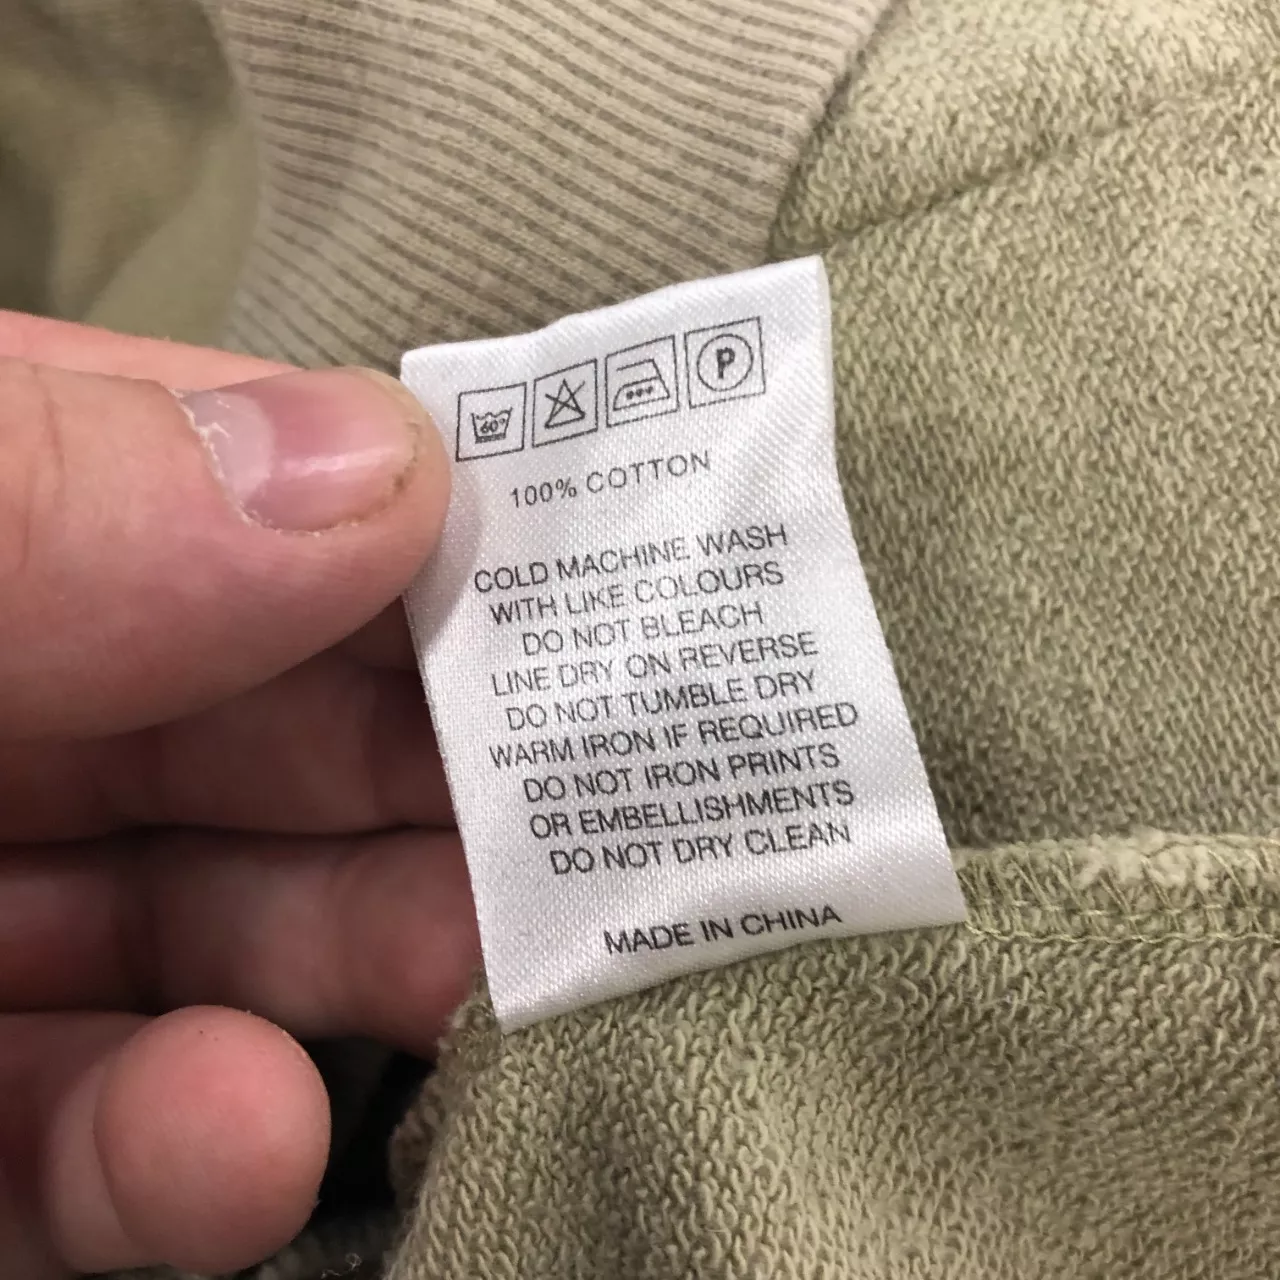 60° P
100% COTTON
COLD MACHINE WASH
WITH LIKE COLOURS
DO NOT BLEACH
LINE DRY ON REVERSE
DO NOT TUMBLE DRY
WARM IRON IF REQUIRED
DO NOT IRON PRINTS
OR EMBELLISHMENTS
DO NOT DRY CLEAN
MADE IN CHINA